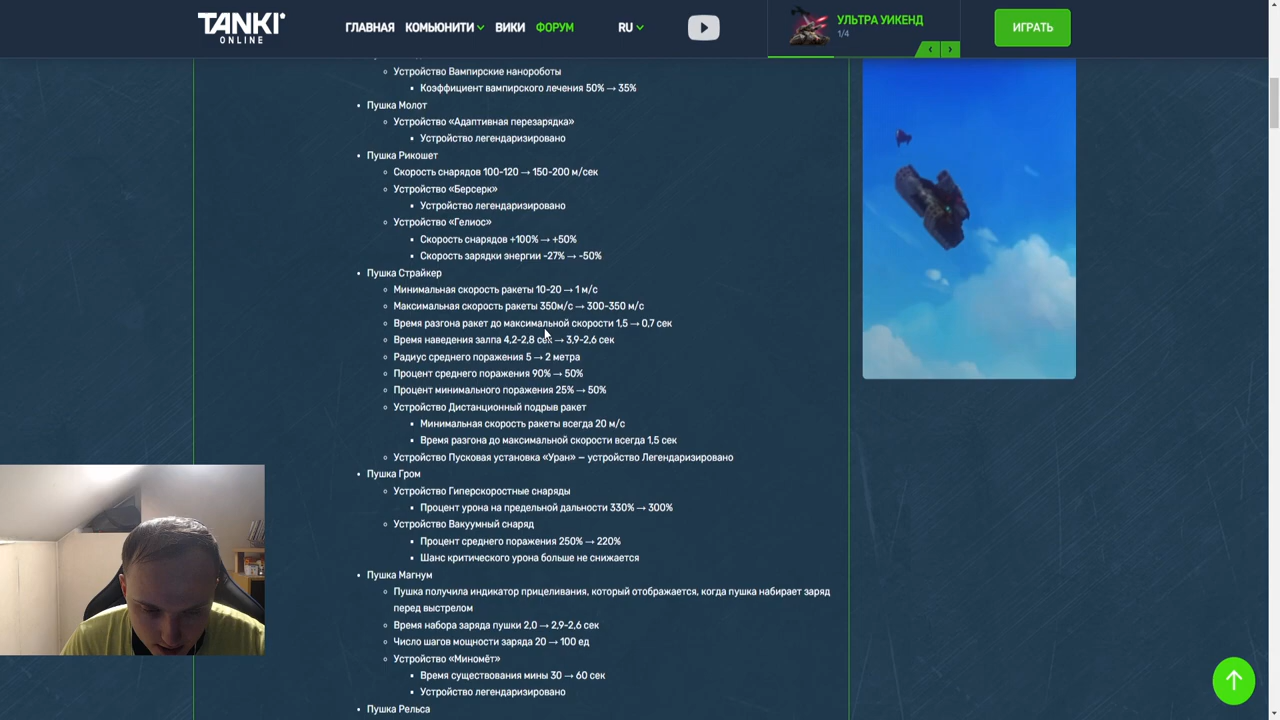 TANKI
ONLINE
ГЛАВНАЯ
КОМЬЮНИТИ
ВИКИ
ФОРУМ
RU
УЛЬТРА УИКЕНД
1/4
ИГРАТЬ
Устройство Вампирские нанороботы
Коэффициент вампирского лечения 50% → 35%
Пушка Молот
Устройство «Адаптивная перезарядка»
Устройство легендаризировано
Пушка Рикошет
Скорость снарядов 100-120 → 150-200 м/сек
Устройство «Берсерк»
Устройство легендаризировано
Устройство «Гелиос»
Скорость снарядов +100% → +50%
Скорость зарядки энергии -27% → -50%
Пушка Страйкер
Минимальная скорость ракеты 10-20 → 1 м/с
Максимальная скорость ракеты 350м/с → 300-350 м/с
Время разгона ракет до максимальной скорости 1,5 → 0,7 сек
Время наведения залпа 4,2-2,8 сек → 3,9-2,6 сек
Радиус среднего поражения 5 → 2 метра
Процент среднего поражения 90% → 50%
Процент минимального поражения 25% → 50%
Устройство Дистанционный подрыв ракет
Минимальная скорость ракеты всегда 20 м/с
Время разгона до максимальной скорости всегда 1,5 сек
Устройство Пусковая установка «Уран» — устройство Легендаризировано
Пушка Гром
Устройство Гиперскоростные снаряды
Процент урона на предельной дальности 330% → 300%
Устройство Вакуумный снаряд
Процент среднего поражения 250% → 220%
Шанс критического урона больше не снижается
Пушка Магнум
Пушка получила индикатор прицеливания, который отображается, когда пушка набирает заряд
перед выстрелом
Время набора заряда пушки 2,0 → 2,9-2,6 сек
Число шагов мощности заряда 20 → 100 ед
Устройство «Миномёт»
Время существования мины 30 → 60 сек
Устройство легендаризировано
Пушка Рельса